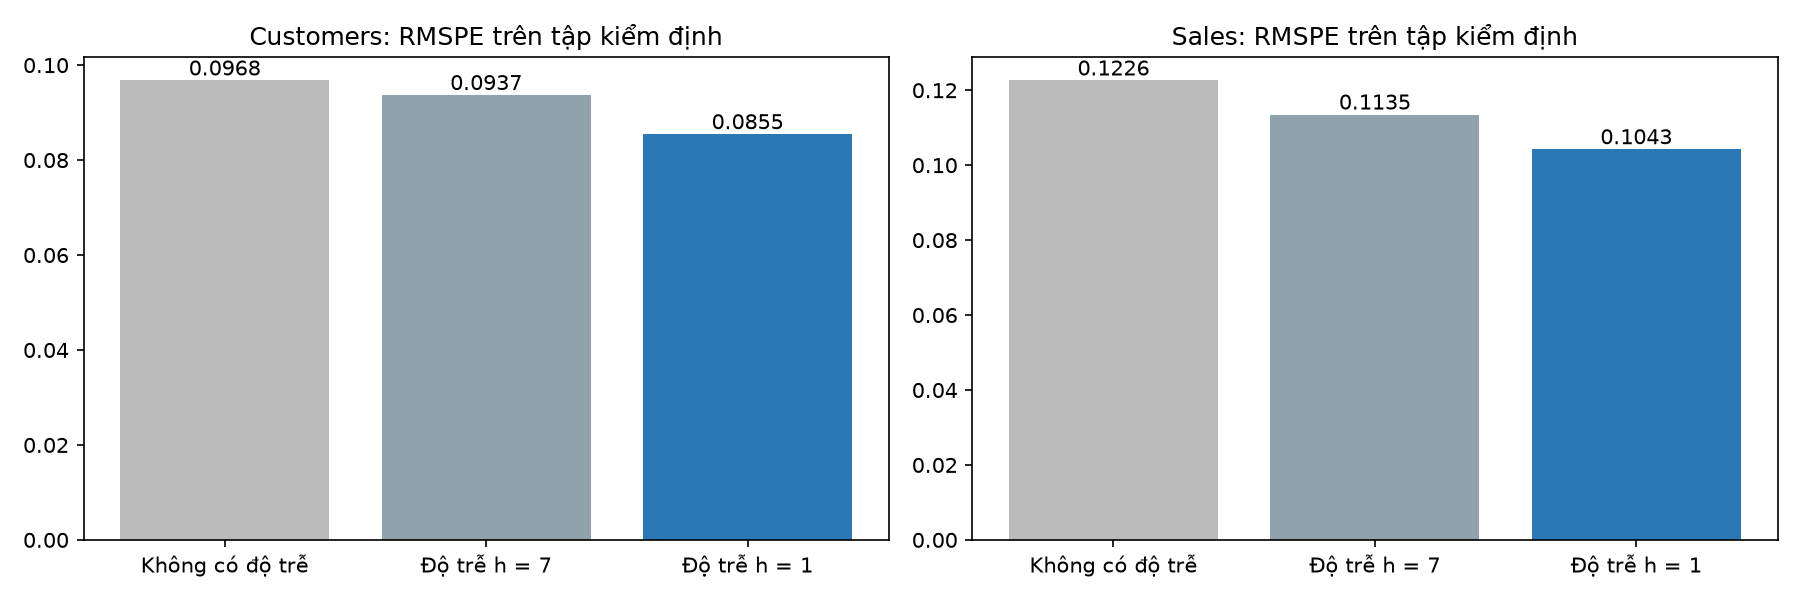 Customers: RMSPE trên tập kiểm định
0.10
0.08
0.06
0.04
0.02
0.00
0.0968
0.0937
0.0855
Không có độ trễ
Độ trễ h = 7
Độ trễ h = 1
Sales: RMSPE trên tập kiểm định
0.12
0.10
0.08
0.06
0.04
0.02
0.00
0.1226
0.1135
0.1043
Không có độ trễ
Độ trễ h = 7
Độ trễ h = 1